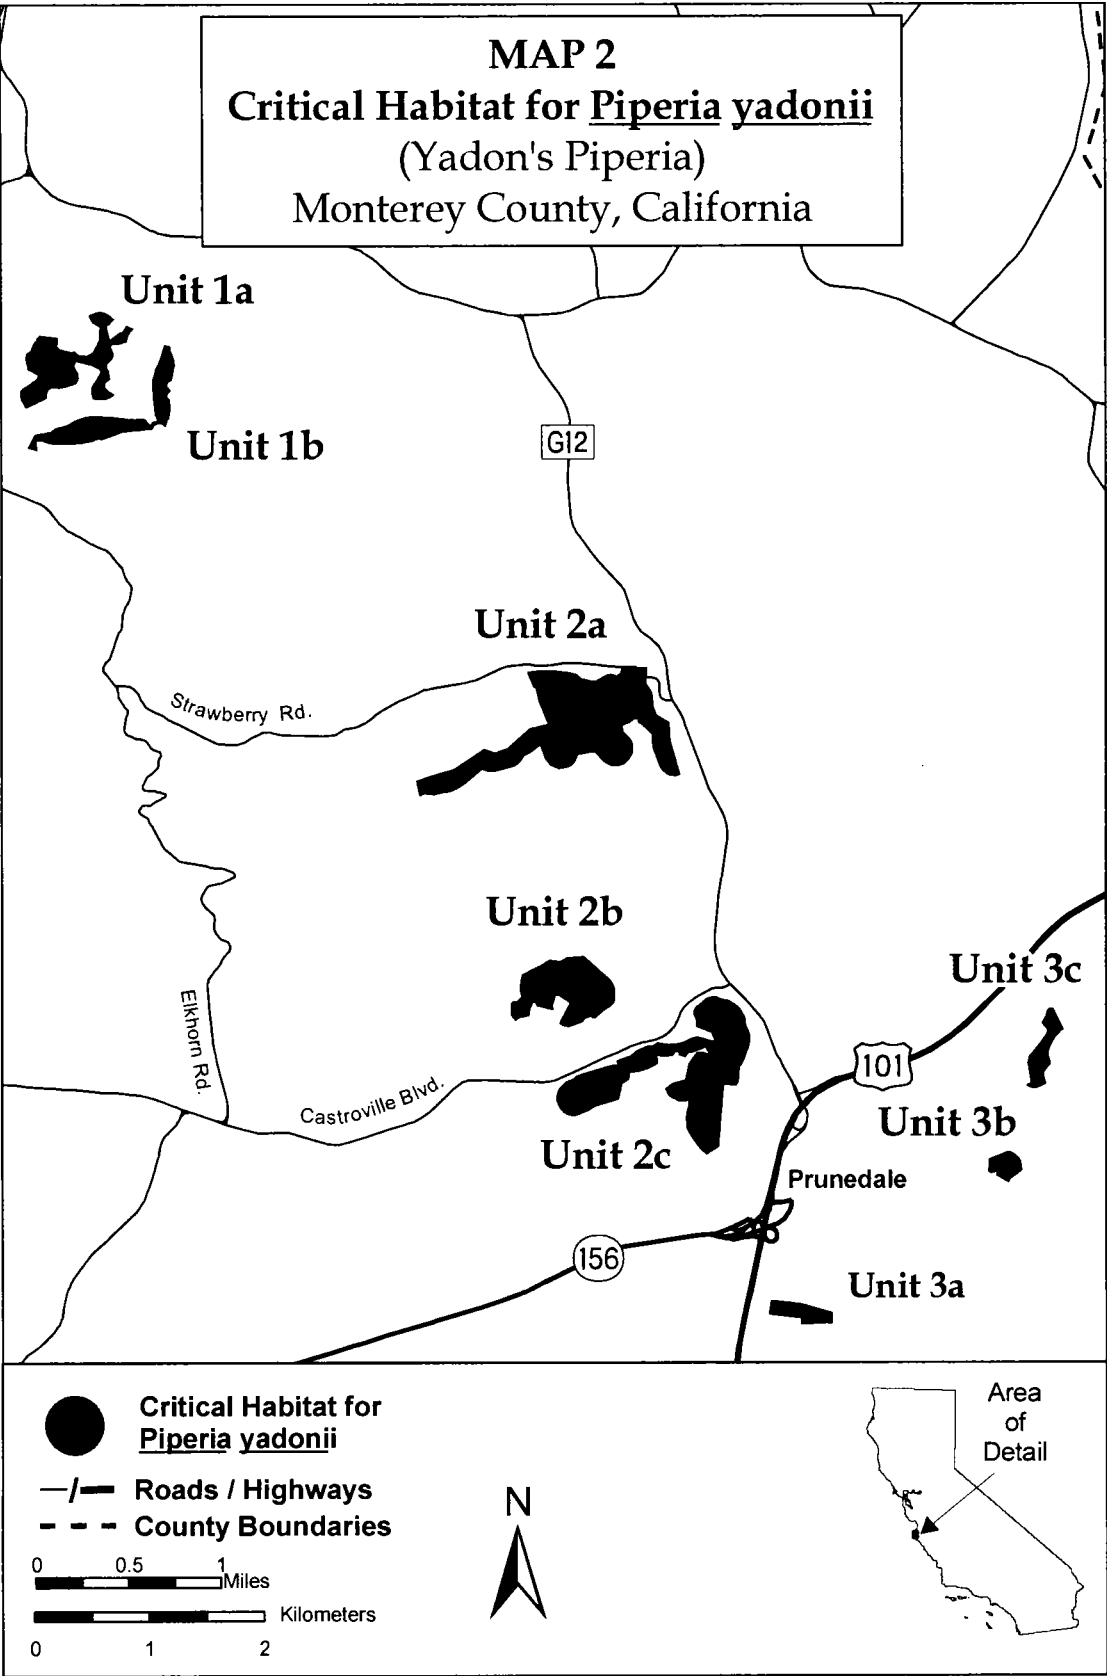 MAP 2
Critical Habitat for Piperia yadonii
(Yadon's Piperia)
Monterey County, California
Unit 1a
Unit 1b
G12
Unit 2a
Strawberry Rd.
Unit 2b
Unit 3c
Elkhorn Rd.
101
Castroville Blvd.
Unit 3b
Unit 2c
Prunedale
156
Unit 3a
Critical Habitat for
Piperia yadonii
Roads / Highways
County Boundaries
0 0.5 1
Miles
Kilometers
0 1 2
N
Area
of
Detail